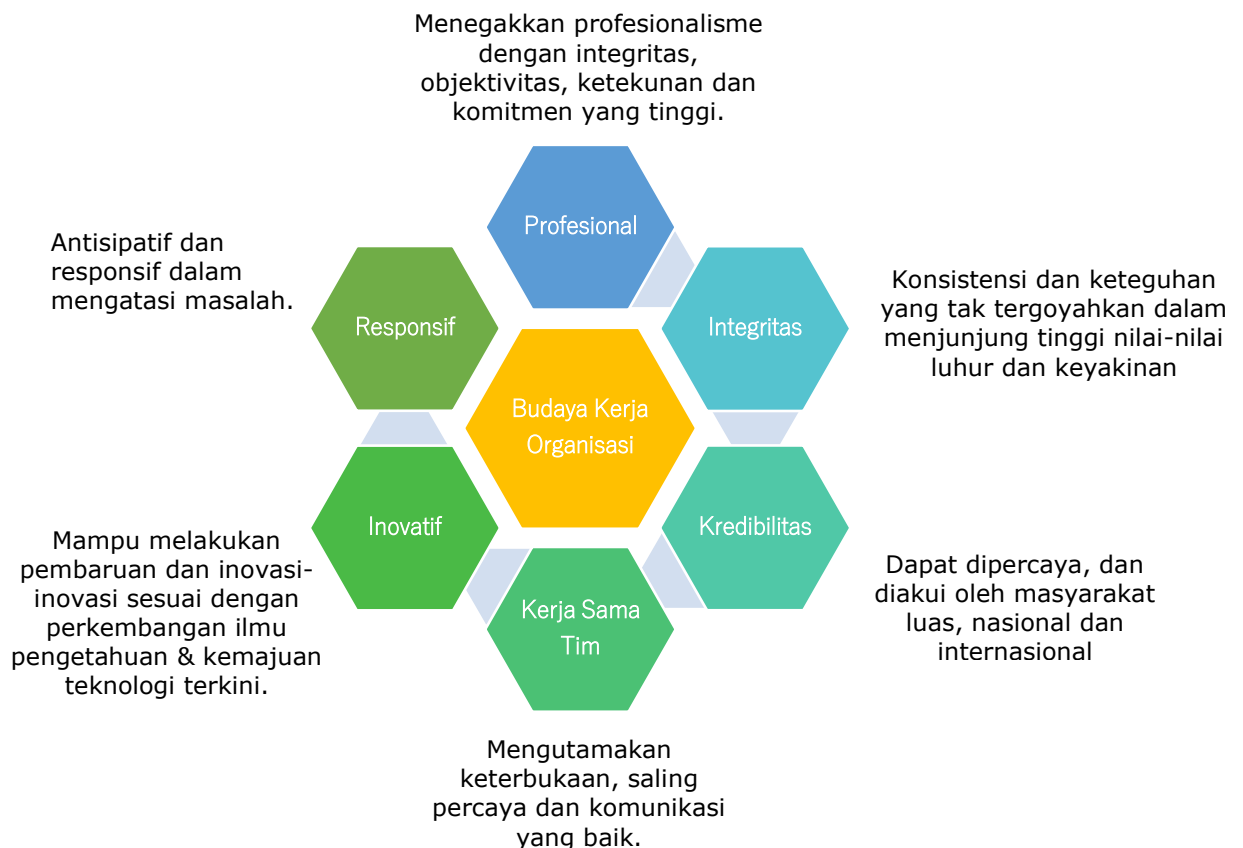 Menegakkan profesionalisme
dengan integritas,
objektivitas, ketekunan dan
komitmen yang tinggi.
Profesional
Antisipatif dan
responsif dalam
mengatasi masalah.
Responsif
Integritas
Konsistensi dan keteguhan
yang tak tergoyahkan dalam
menjunjung tinggi nilai-nilai
luhur dan keyakinan
Budaya Kerja
Organisasi
Inovatif
Kredibilitas
Mampu melakukan
pembaruan dan inovasi-
inovasi sesuai dengan
perkembangan ilmu
pengetahuan & kemajuan
teknologi terkini.
Dapat dipercaya, dan
diakui oleh masyarakat
luas, nasional dan
internasional
Kerja Sama
Tim
Mengutamakan
keterbukaan, saling
percaya dan komunikasi
yang baik.